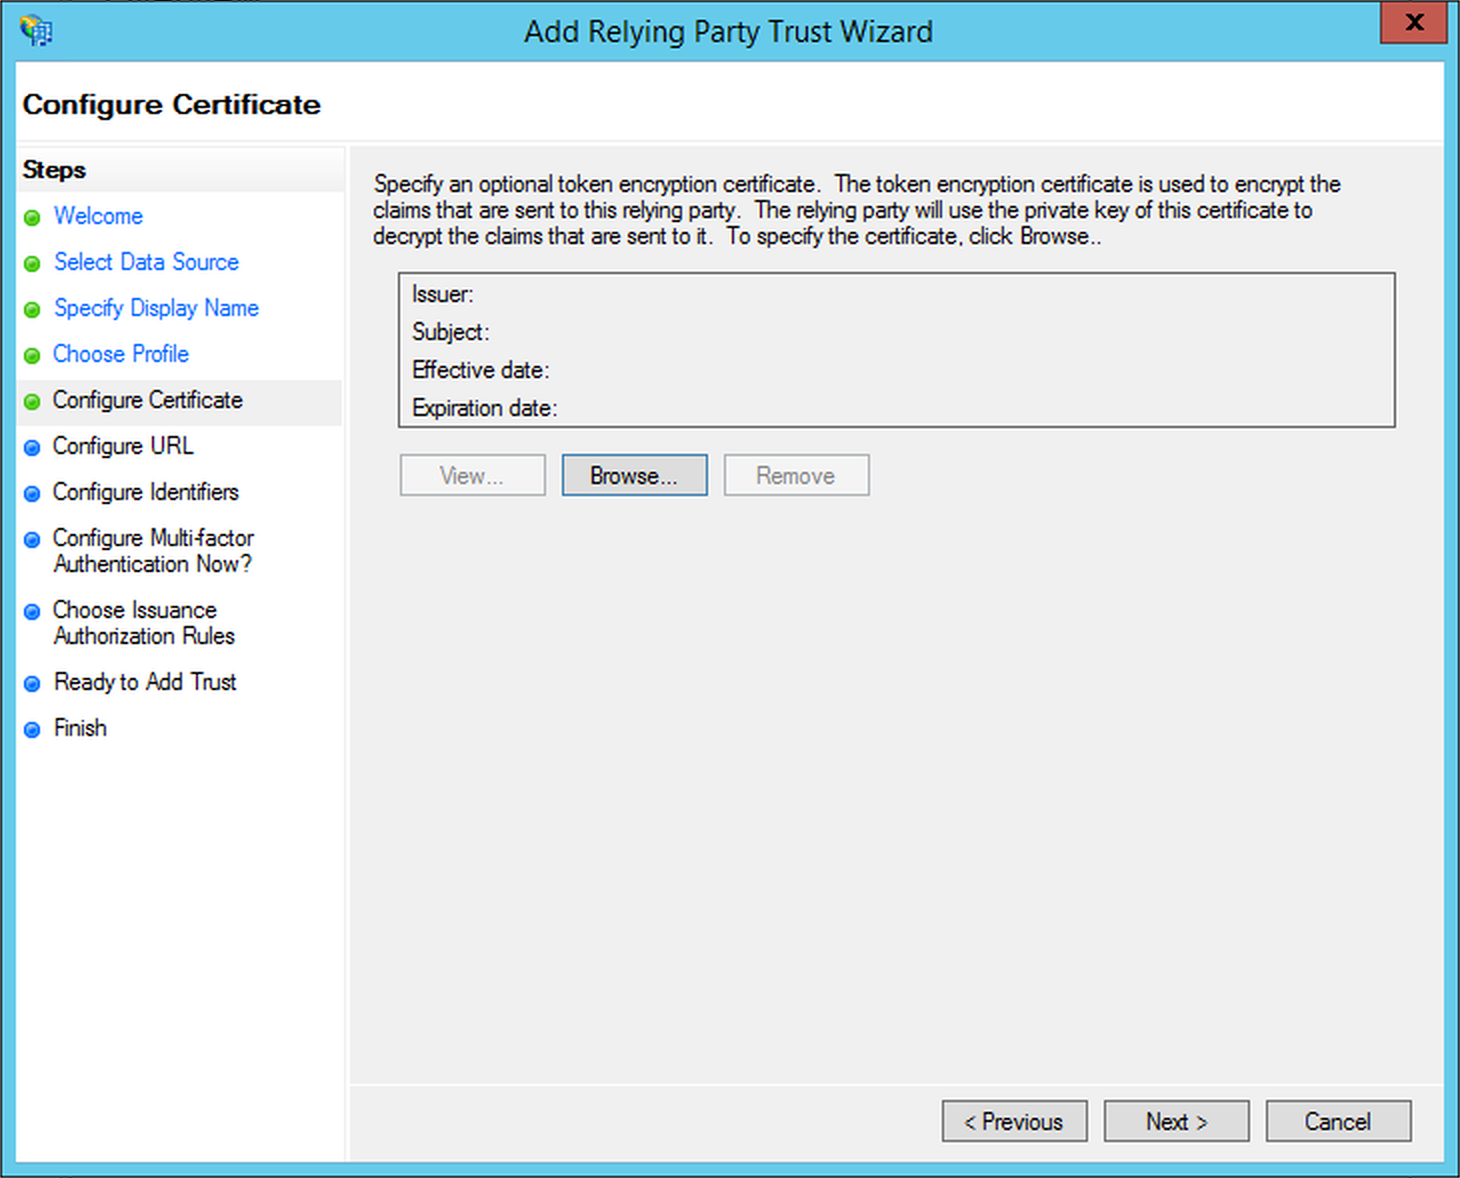 Add Relying Party Trust Wizard
X
Configure Certificate
Steps
Welcome
Select Data Source
Specify Display Name
Choose Profile
Configure Certificate
Configure URL
Configure Identifiers
Configure Multi-factor
Authentication Now?
Choose Issuance
Authorization Rules
Ready to Add Trust
Finish
Specify an optional token encryption certificate.  The token encryption certificate is used to encrypt the
claims that are sent to this relying party.  The relying party will use the private key of this certificate to
decrypt the claims that are sent to it.  To specify the certificate, click Browse..
Issuer:
Subject:
Effective date:
Expiration date:
View... Browse... Remove
< Previous Next > Cancel